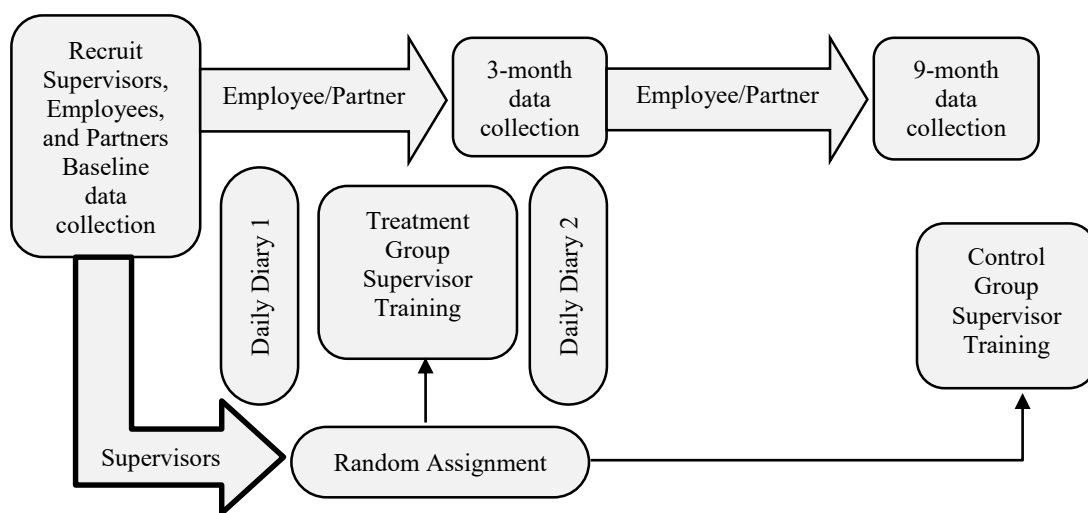 Recruit
Supervisors,
Employees,
and Partners
Baseline
data
collection
Employee/Partner
3-month
data
collection
Employee/Partner
9-month
data
collection
Daily Diary 1
Treatment
Group
Supervisor
Training
Daily Diary 2
Control
Group
Supervisor
Training
Supervisors
Random Assignment